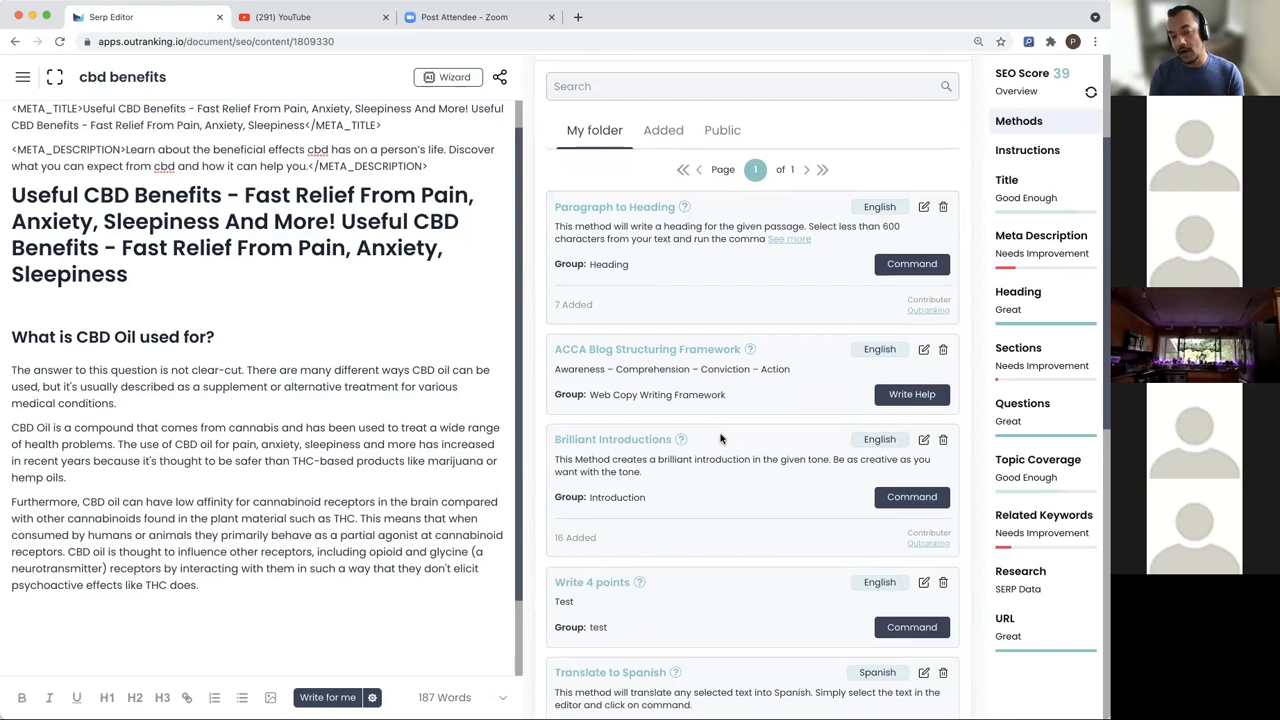 Serp Editor
(291) YouTube
Post Attendee - Zoom
apps.outranking.io/document/seo/content/1809330
P
cbd benefits
Wizard
<META_TITLE>Useful CBD Benefits - Fast Relief From Pain, Anxiety, Sleepiness And More! Useful
CBD Benefits - Fast Relief From Pain, Anxiety, Sleepiness</META_TITLE>
<META_DESCRIPTION>Learn about the beneficial effects cbd has on a person's life. Discover
what you can expect from cbd and how it can help you.</META_DESCRIPTION>
Useful CBD Benefits - Fast Relief From Pain,
Anxiety, Sleepiness And More! Useful CBD
Benefits - Fast Relief From Pain, Anxiety,
Sleepiness
What is CBD Oil used for?
The answer to this question is not clear-cut. There are many different ways CBD oil can be
used, but it's usually described as a supplement or alternative treatment for various
medical conditions.
CBD Oil is a compound that comes from cannabis and has been used to treat a wide range
of health problems. The use of CBD oil for pain, anxiety, sleepiness and more has increased
in recent years because it's thought to be safer than THC-based products like marijuana or
hemp oils.
Furthermore, CBD oil can have low affinity for cannabinoid receptors in the brain compared
with other cannabinoids found in the plant material such as THC. This means that when
consumed by humans or animals they primarily behave as a partial agonist at cannabinoid
receptors. CBD oil is thought to influence other receptors, including opioid and glycine (a
neurotransmitter) receptors by interacting with them in such a way that they don't elicit
psychoactive effects like THC does.
B I U H1 H2 H3
Write for me
187 Words
Search
My folder Added Public
Page 1 of 1
Paragraph to Heading
English
This method will write a heading for the given passage. Select less than 600
characters from your text and run the comma See more
Group: Heading
Command
7 Added
Contributer
Outranking
ACCA Blog Structuring Framework
English
Awareness – Comprehension – Conviction – Action
Group: Web Copy Writing Framework
Write Help
Brilliant Introductions
English
This Method creates a brilliant introduction in the given tone. Be as creative as you
want with the tone.
Group: Introduction
Command
16 Added
Contributer
Outranking
Write 4 points
English
Test
Group: test
Command
Translate to Spanish
Spanish
This method will translate any selected text into Spanish. Simply select the text in the
editor and click on command.
SEO Score 39
Overview
Methods
Instructions
Title
Good Enough
Meta Description
Needs Improvement
Heading
Great
Sections
Needs Improvement
Questions
Great
Topic Coverage
Good Enough
Related Keywords
Needs Improvement
Research
SERP Data
URL
Great